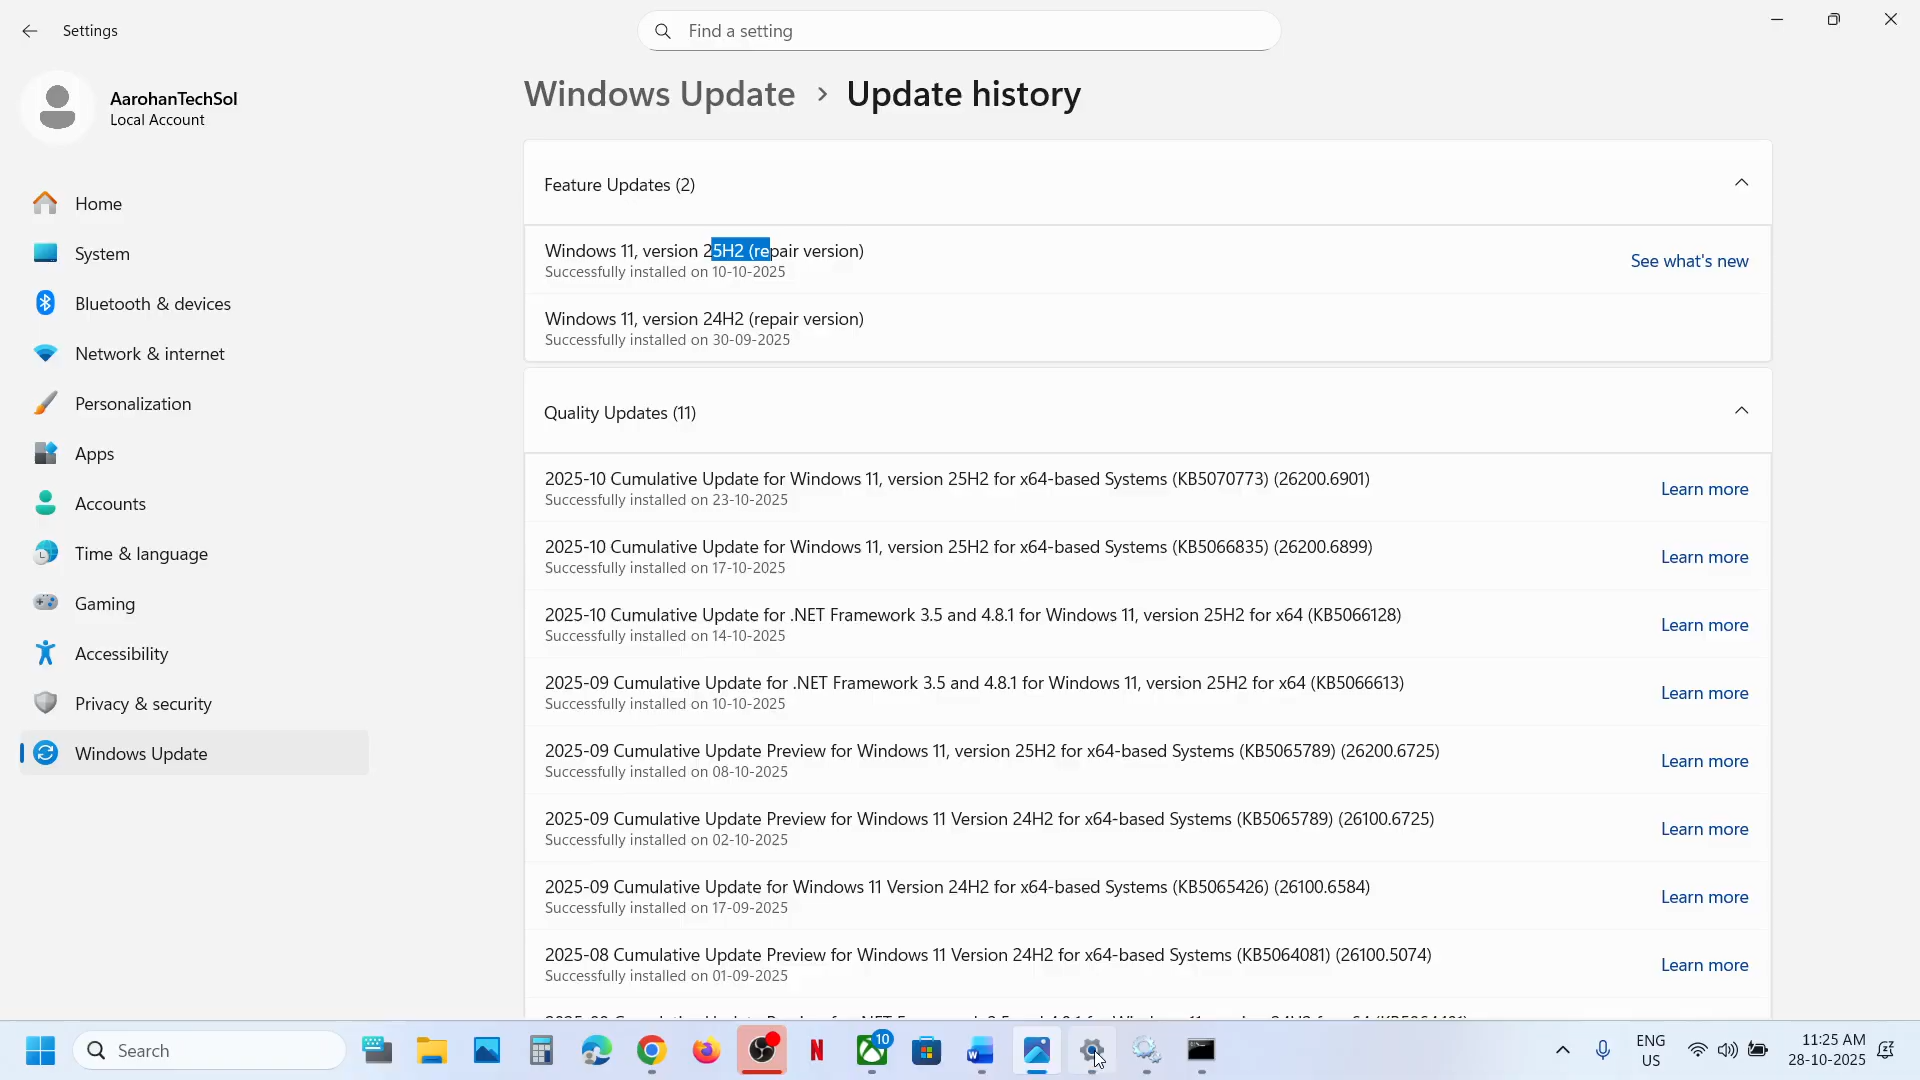 Settings
Find a setting
AarohanTechSol
Local Account
Home
System
Bluetooth & devices
Network & internet
Personalization
Apps
Accounts
Time & language
Gaming
Accessibility
Privacy & security
Windows Update
Windows Update > Update history
Feature Updates (2)
Windows 11, version 25H2 (repair version)
Successfully installed on 10-10-2025
See what's new
Windows 11, version 24H2 (repair version)
Successfully installed on 30-09-2025
Quality Updates (11)
2025-10 Cumulative Update for Windows 11, version 25H2 for x64-based Systems (KB5070773) (26200.6901)
Successfully installed on 23-10-2025
Learn more
2025-10 Cumulative Update for Windows 11, version 25H2 for x64-based Systems (KB5066835) (26200.6899)
Successfully installed on 17-10-2025
Learn more
2025-10 Cumulative Update for .NET Framework 3.5 and 4.8.1 for Windows 11, version 25H2 for x64 (KB5066128)
Successfully installed on 14-10-2025
Learn more
2025-09 Cumulative Update for .NET Framework 3.5 and 4.8.1 for Windows 11, version 25H2 for x64 (KB5066613)
Successfully installed on 10-10-2025
Learn more
2025-09 Cumulative Update Preview for Windows 11, version 25H2 for x64-based Systems (KB5065789) (26200.6725)
Successfully installed on 08-10-2025
Learn more
2025-09 Cumulative Update Preview for Windows 11 Version 24H2 for x64-based Systems (KB5065789) (26100.6725)
Successfully installed on 02-10-2025
Learn more
2025-09 Cumulative Update for Windows 11 Version 24H2 for x64-based Systems (KB5065426) (26100.6584)
Successfully installed on 17-09-2025
Learn more
2025-08 Cumulative Update Preview for Windows 11 Version 24H2 for x64-based Systems (KB5064081) (26100.5074)
Successfully installed on 01-09-2025
Learn more
Search
10
ENG
US
11:25 AM
28-10-2025